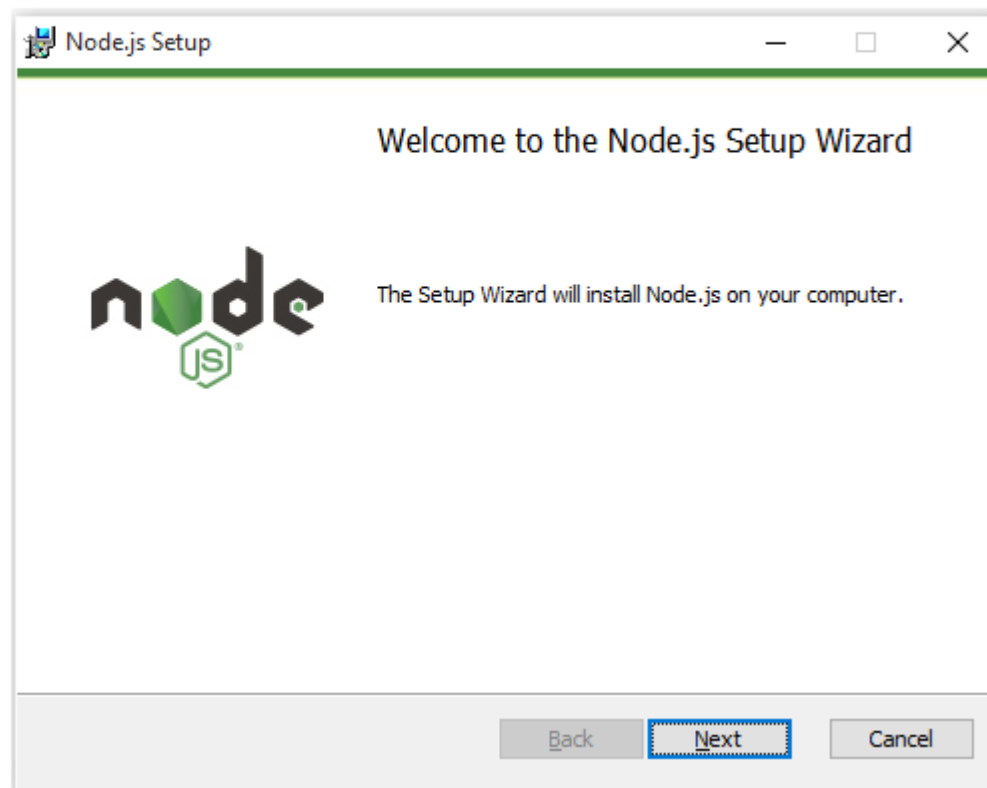 Node.js Setup
Welcome to the Node.js Setup Wizard
node
JS®
The Setup Wizard will install Node.js on your computer.
Back
Next
Cancel